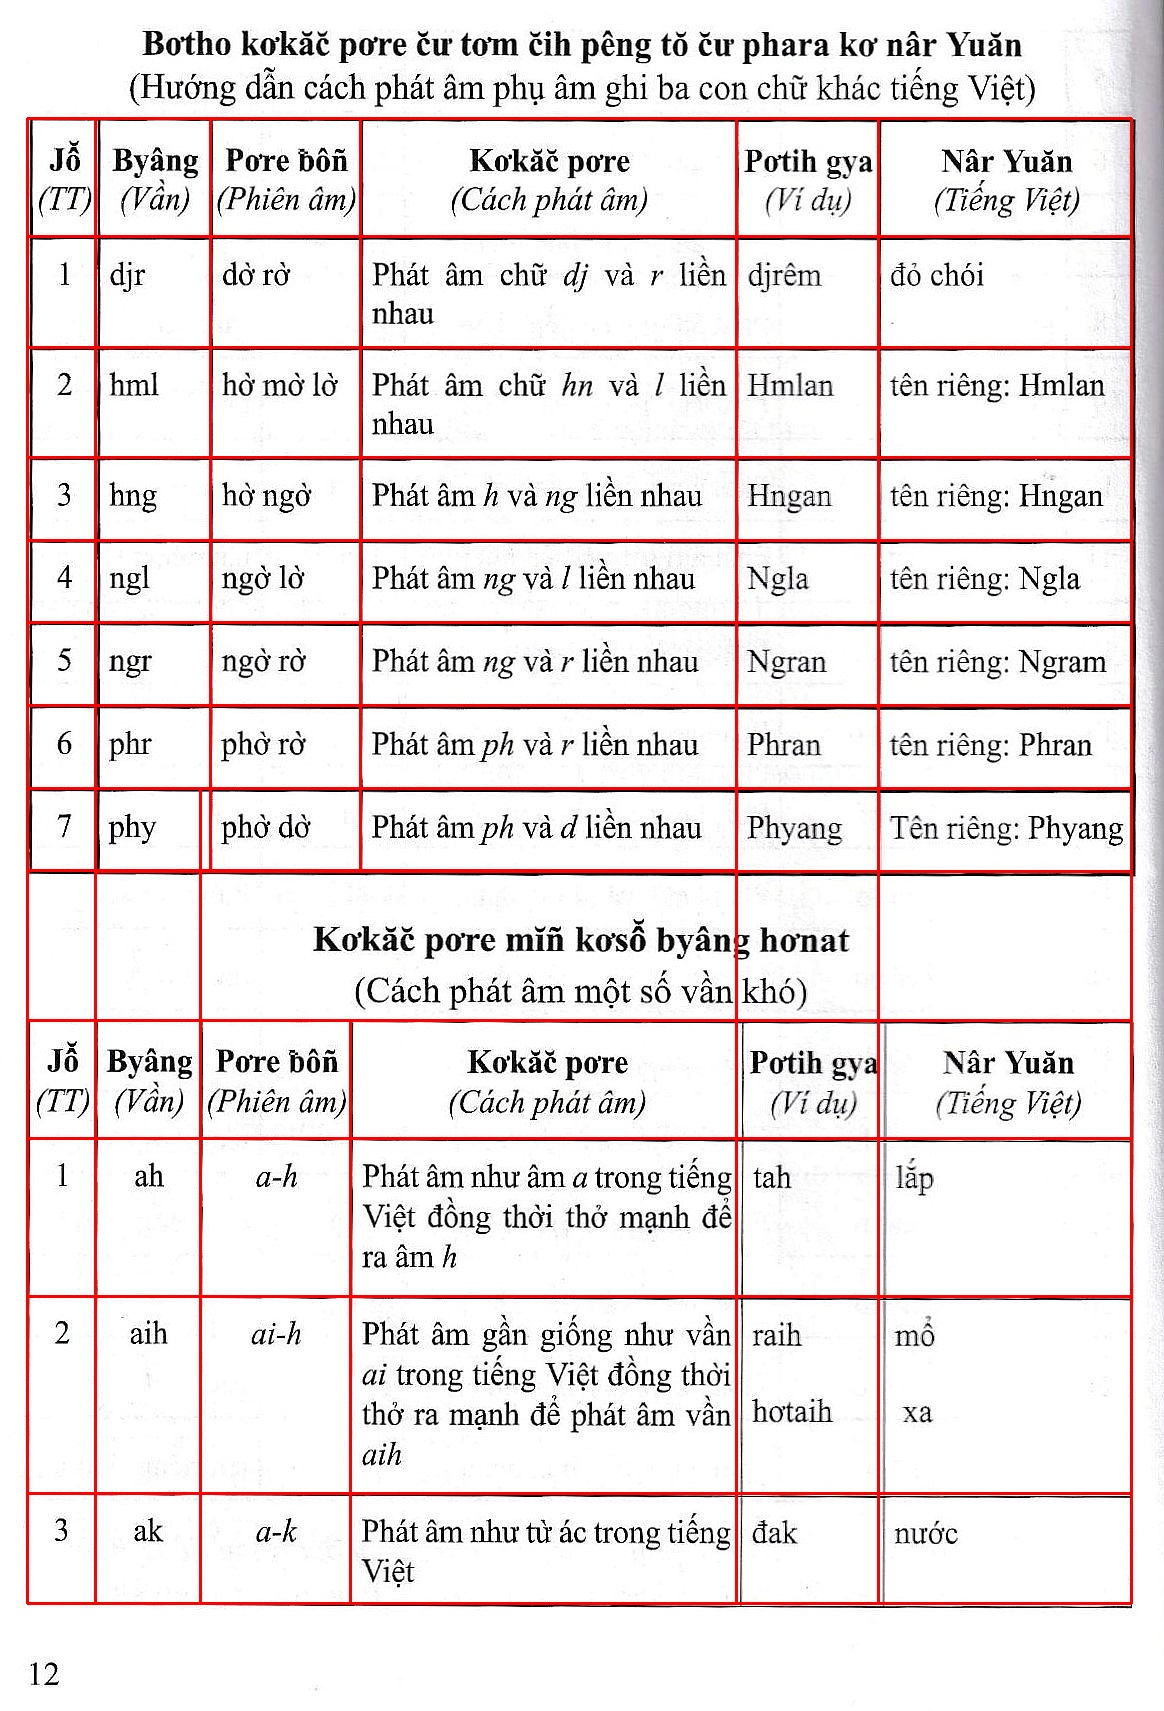 Bơtho kơkăč pơre čư tơm čih pêng tŏ čư phara kơ nâr Yuăn
(Hướng dẫn cách phát âm phụ âm ghi ba con chữ khác tiếng Việt)
Jỗ̆ Byâng Pơre ƀôñ Kơkăč pơre Pơtih gya Nâr Yuăn
(TT) (Vần) (Phiên âm) (Cách phát âm) (Ví dụ) (Tiếng Việt)
1 djr dờ rờ Phát âm chữ dj và r liền djrêm đỏ chói
nhau
2 hml hờ mờ lờ Phát âm chữ hn và l liền Hmlan tên riêng: Hmlan
nhau
3 hng hờ ngờ Phát âm h và ng liền nhau Hngan tên riêng: Hngan
4 ngl ngờ lờ Phát âm ng và l liền nhau Ngla tên riêng: Ngla
5 ngr ngờ rờ Phát âm ng và r liền nhau Ngran tên riêng: Ngram
6 phr phờ rờ Phát âm ph và r liền nhau Phran tên riêng: Phran
7 phy phờ dờ Phát âm ph và d liền nhau Phyang Tên riêng: Phyang
Kơkăč pơre mĭñ kơsô̆ byâng hơnat
(Cách phát âm một số vần khó)
Jô̆ Byâng Pơre ƀôñ Kơkăč pơre Pơtih gya Nâr Yuăn
(TT) (Vần) (Phiên âm) (Cách phát âm) (Ví dụ) (Tiếng Việt)
1 ah a-h Phát âm như âm a trong tiếng tah lắp
Việt đồng thời thở mạnh để
ra âm h
2 aih ai-h Phát âm gần giống như vần raih mổ
ai trong tiếng Việt đồng thời
thở ra mạnh để phát âm vần hơtaih xa
aih
3 ak a-k Phát âm như từ ác trong tiếng đak nước
Việt
12